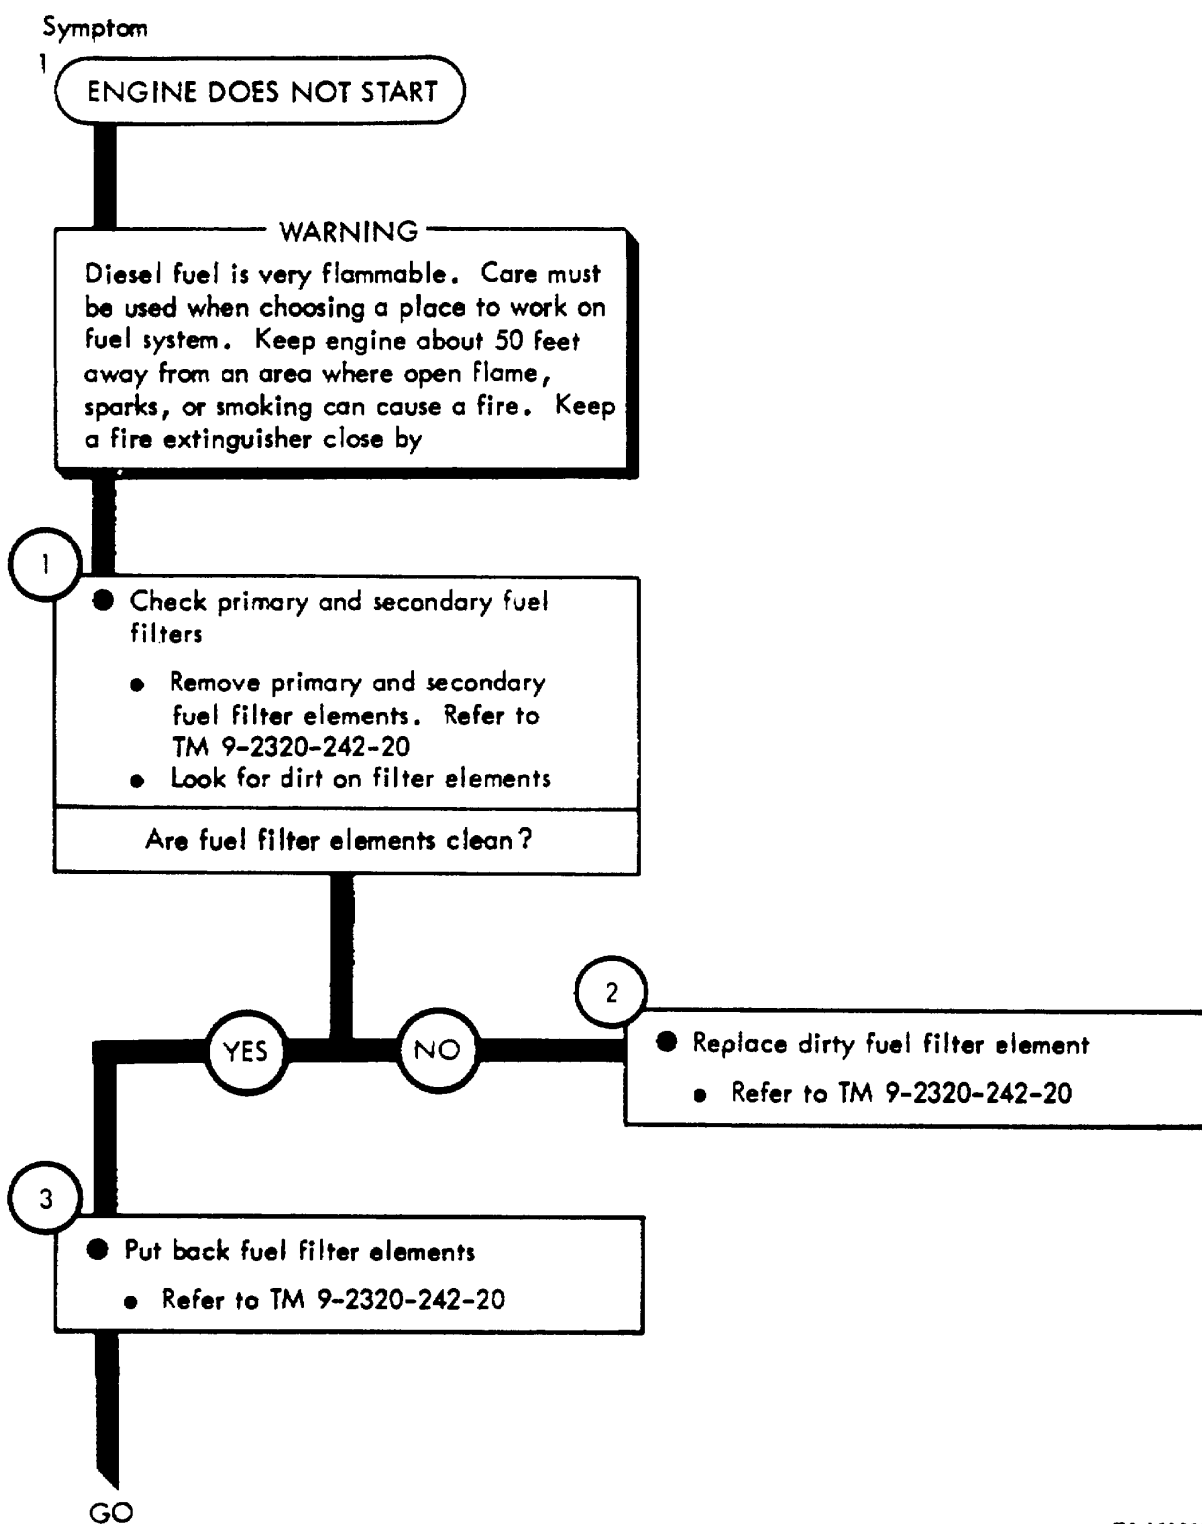 Symptom
1
ENGINE DOES NOT START
WARNING
Diesel fuel is very flammable. Care must
be used when choosing a place to work on
fuel system. Keep engine about 50 feet
away from an area where open flame,
sparks, or smoking can cause a fire. Keep
a fire extinguisher close by
1
● Check primary and secondary fuel
filters
● Remove primary and secondary
fuel filter elements. Refer to
TM 9-2320-242-20
● Look for dirt on filter elements
Are fuel filter elements clean?
YES
NO
2
● Replace dirty fuel filter element
● Refer to TM 9-2320-242-20
3
● Put back fuel filter elements
● Refer to TM 9-2320-242-20
GO